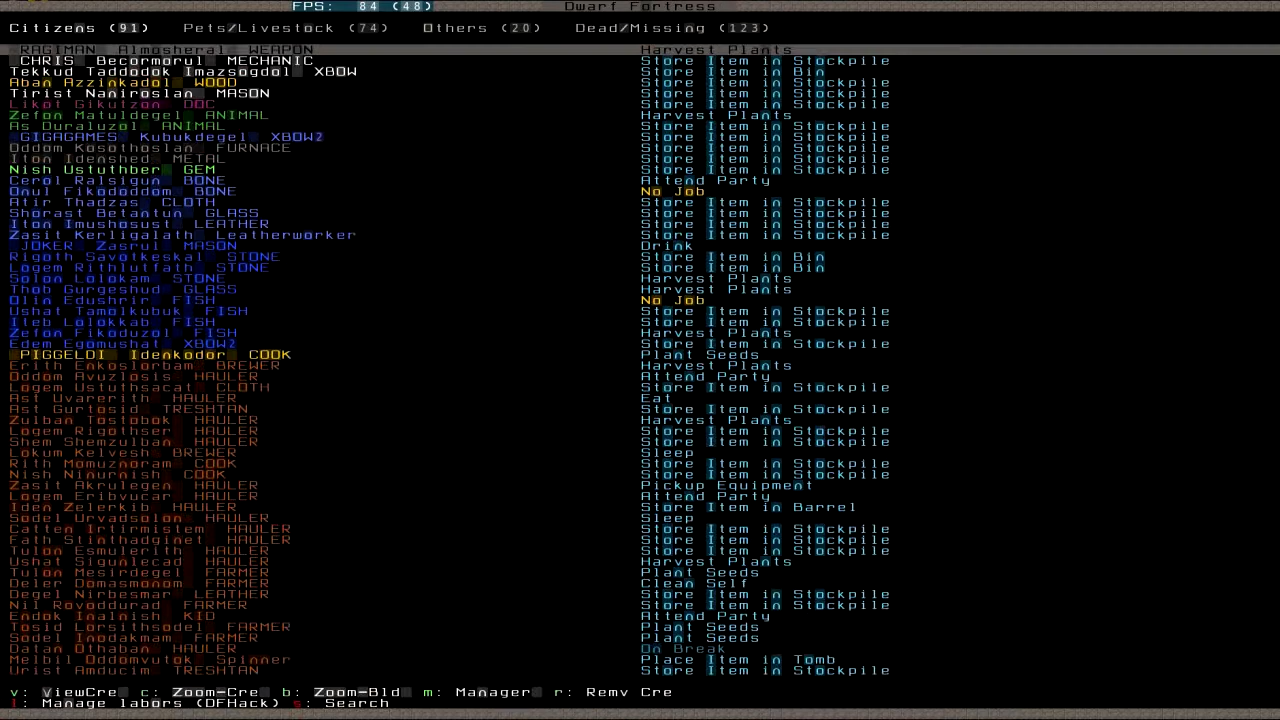 FPS: 84 (48) Dwarf Fortress
Citizens (91) Pets/Livestock (74) Others (20) Dead/Missing (123)
RAGIMAN Almosheral WEAPON Harvest Plants
CHRIS Becormorul MECHANIC Store Item in Stockpile
Tekkud Taddodok Imazsogdol XBOW Store Item in Bin
Aban Azzinkadol WOOD Store Item in Stockpile
Tirist Naniroslan MASON Store Item in Stockpile
Likot Gikutzan DOC Store Item in Stockpile
Zefon Matuldegel ANIMAL Harvest Plants
As Duraluzol ANIMAL Store Item in Stockpile
GIGAGAMES Kubukdegel XBOW2 Store Item in Stockpile
Oddom Kosothoslan FURNACE Store Item in Stockpile
Iton Idenshed METAL Store Item in Stockpile
Nish Ustuthber GEM Store Item in Stockpile
Cerol Ralsigun BONE Attend Party
Onul Fikododdom BONE No Job
Atir Thadzas CLOTH Store Item in Stockpile
Shorast Betantun GLASS Store Item in Stockpile
Iton Imushosust LEATHER Store Item in Stockpile
Zasit Kerligalath Leatherworker Store Item in Stockpile
JOKER Zasrul MASON Drink
Rigoth Savotkeskal STONE Store Item in Bin
Logem Rithlutfath STONE Store Item in Bin
Solon Lolokam STONE Harvest Plants
Thob Gurgeshud GLASS Harvest Plants
Olin Edushrir FISH No Job
Ushat Tamolkubuk FISH Store Item in Stockpile
Iteb Lolokkab FISH Store Item in Stockpile
Zefon Fikoduzol FISH Harvest Plants
Edem Egomushat XBOW2 Store Item in Stockpile
PIGGELDI Idenkodor COOK Plant Seeds
Erith Enkoslorbam BREWER Harvest Plants
Oddom Avuzlosis HAULER Attend Party
Logem Ustuthsacat CLOTH Store Item in Stockpile
Ast Uvarerith HAULER Eat
Ast Gurtosid TRESHTAN Store Item in Stockpile
Zulban Tostobok HAULER Harvest Plants
Logem Rigothser HAULER Store Item in Stockpile
Shem Shemzulban HAULER Store Item in Stockpile
Lokum Kelvesh BREWER Sleep
Rith Momuznoram COOK Store Item in Stockpile
Nish Ninurnish COOK Store Item in Stockpile
Zasit Akrulegen HAULER Pickup Equipment
Logem Eribvucar HAULER Attend Party
Iden Zelerkib HAULER Store Item in Barrel
Sodel Urvadsolon HAULER Sleep
Catten Irtirmistem HAULER Store Item in Stockpile
Fath Stinthadginet HAULER Store Item in Stockpile
Tulon Esmulerith HAULER Store Item in Stockpile
Ushat Sigunlecad HAULER Harvest Plants
Tulon Mesirdegel FARMER Plant Seeds
Deler Domasmonom FARMER Clean Self
Degel Nirbesmar LEATHER Store Item in Stockpile
Nil Rovoddurad FARMER Store Item in Stockpile
Endok Inalnish KID Attend Party
Tosid Lorsithsodel FARMER Plant Seeds
Sodel Inodakmam FARMER Plant Seeds
Datan Othaban HAULER On Break
Melbil Oddomvutok Spinner Place Item in Tomb
Urist Amducim TRESHTAN Store Item in Stockpile
v: ViewCre c: Zoom-Cre b: Zoom-Bld m: Manager r: Remv Cre
l: Manage labors (DFHack) s: Search